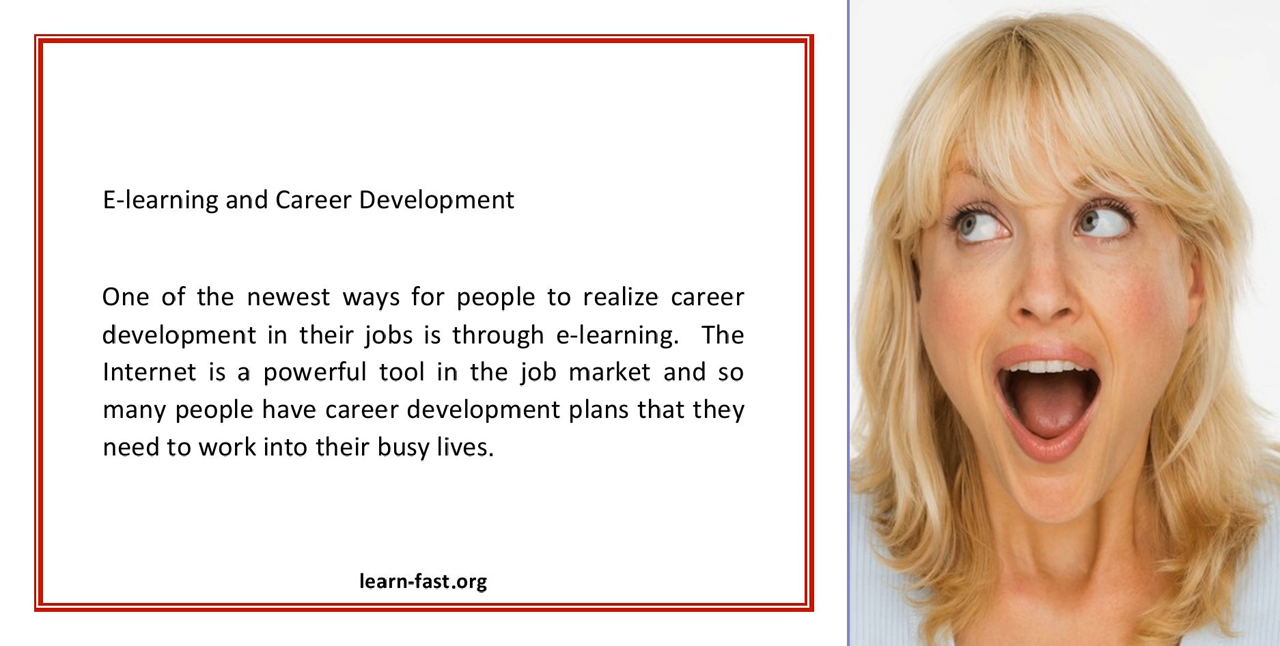 E-learning and Career Development
One of the newest ways for people to realize career
development in their jobs is through e-learning.  The
Internet is a powerful tool in the job market and so
many people have career development plans that they
need to work into their busy lives.
learn-fast.org